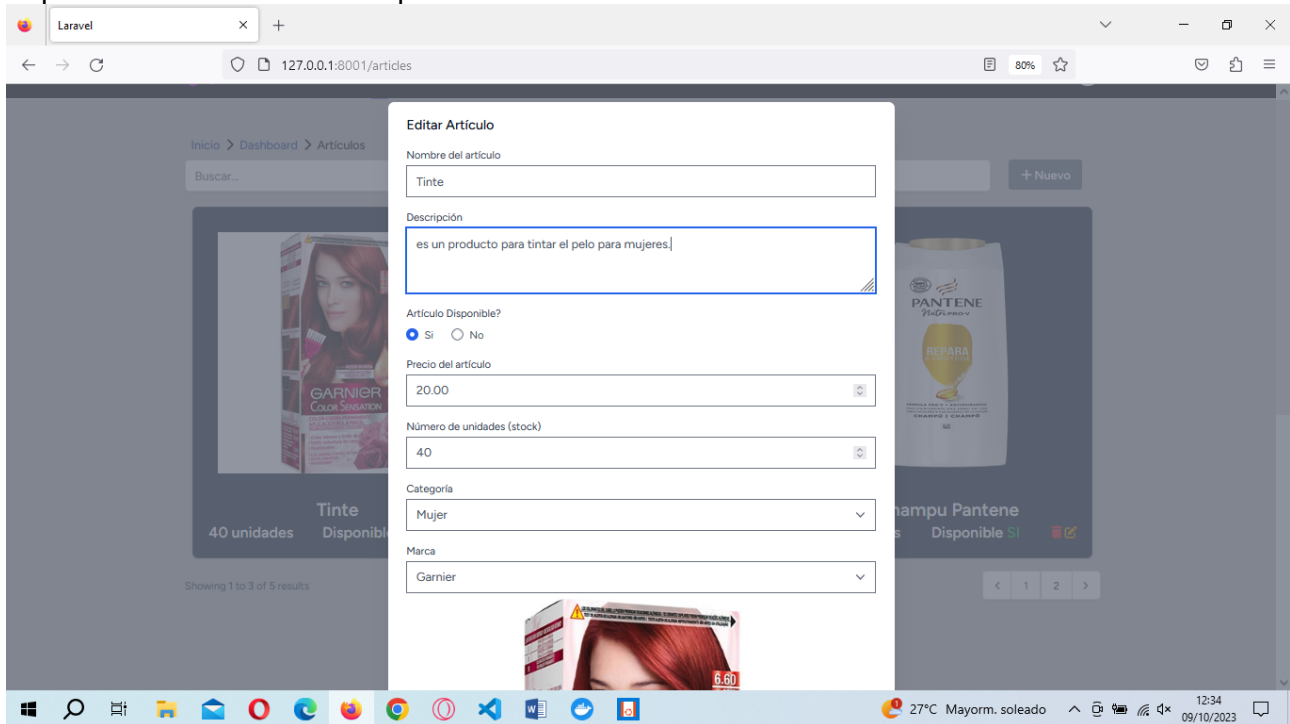 Laravel
127.0.0.1:8001/articles
80%
Editar Artículo
Inicio > Dashboard > Artículos
Nombre del artículo
Buscar...
Tinte
+ Nuevo
Descripción
es un producto para tintar el pelo para mujeres.
PANTENE
Nutri PRO-V
REPARA
Artículo Disponible?
Si No
Precio del artículo
20.00
GARNIER
COLOR SENSATION
CHAMPÚ | CHAMPÔ
Número de unidades (stock)
40
Categoría
Mujer
Tinte
hampu Pantene
40 unidades Disponibl
s Disponible SI
Marca
Garnier
Showing 1 to 3 of 5 results
1 2
6.60
27°C Mayorm. soleado
12:34
09/10/2023